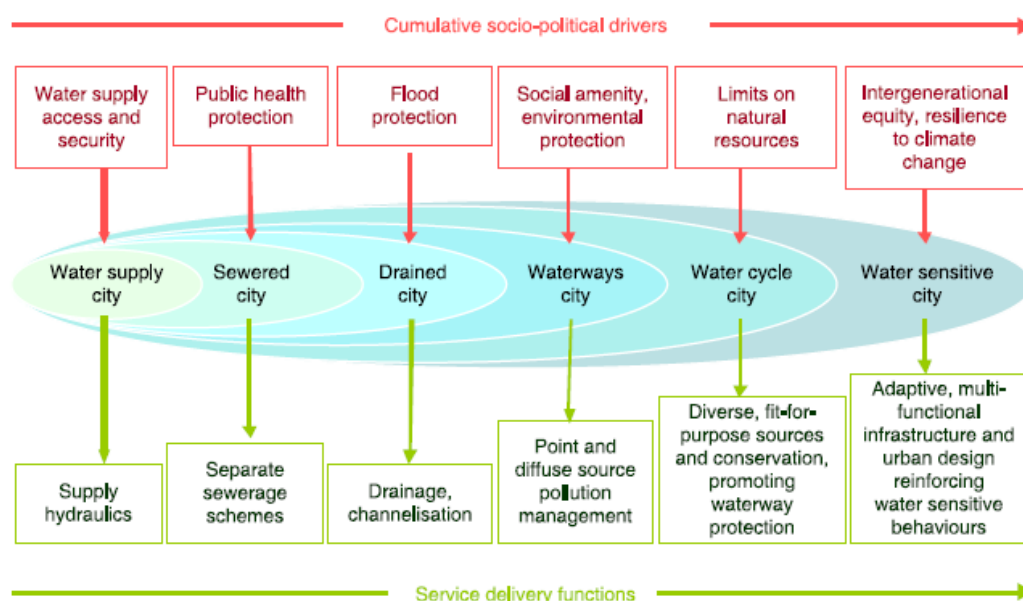 Cumulative socio-political drivers
Water supply
access and
security
Public health
protection
Flood
protection
Social amenity,
environmental
protection
Limits on
natural
resources
Intergenerational
equity, resilience
to climate
change
Water supply
city
Sewered
city
Drained
city
Waterways
city
Water cycle
city
Water sensitive
city
Supply
hydraulics
Separate
sewerage
schemes
Drainage,
channelisation
Point and
diffuse source
pollution
management
Diverse, fit-for-
purpose sources
and conservation,
promoting
waterway
protection
Adaptive, multi-
functional
infrastructure and
urban design
reinforcing
water sensitive
behaviours
Service delivery functions